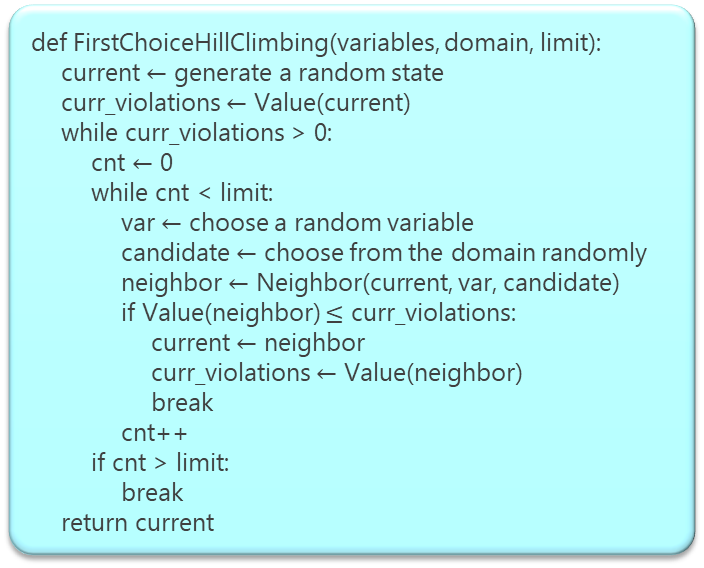 def FirstChoiceHillClimbing(variables, domain, limit):
current ← generate a random state
curr_violations ← Value(current)
while curr_violations > 0:
cnt ← 0
while cnt < limit:
var ← choose a random variable
candidate ← choose from the domain randomly
neighbor ← Neighbor(current, var, candidate)
if Value(neighbor) ≤ curr_violations:
current ← neighbor
curr_violations ← Value(neighbor)
break
cnt++
if cnt > limit:
break
return current